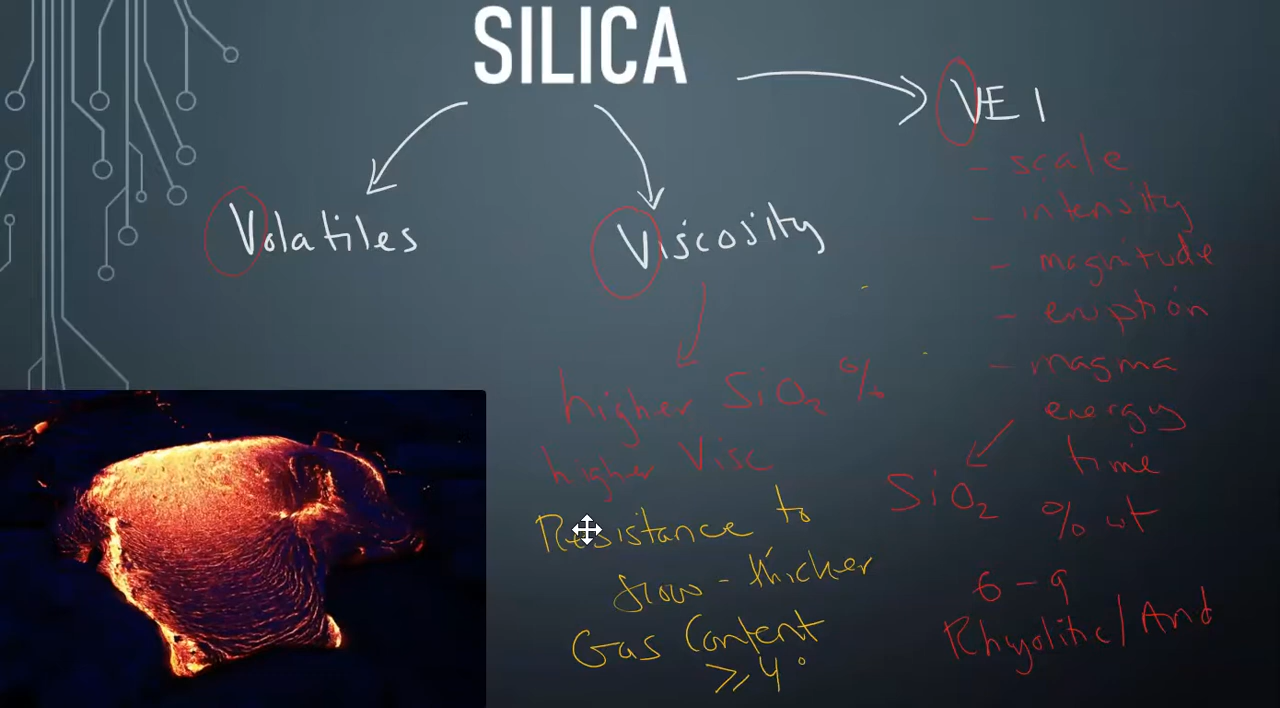 SILICA
Volatiles
Viscosity
higher SiO₂ %
higher Visc
Resistance to
flow - thicker
Gas Content
≥ 4°
VEI
- scale
- intensity
- magnitude
- eruption
- magma
energy
time
SiO₂ % wt
6 - 9
Rhyolitic / And